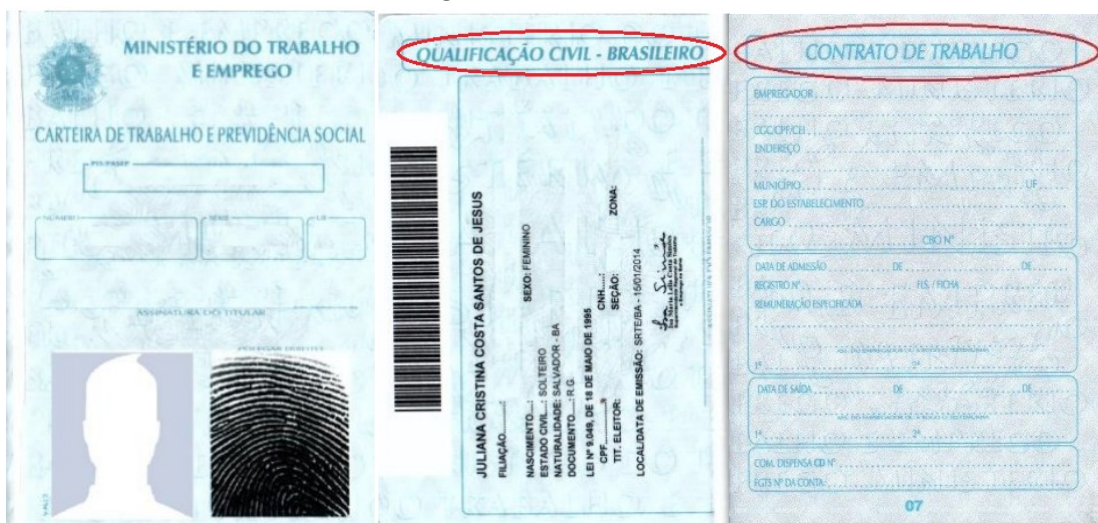 MINISTÉRIO DO TRABALHO
E EMPREGO
CARTEIRA DE TRABALHO E PREVIDÊNCIA SOCIAL
PIS/PASEP
NÚMERO
SÉRIE
UF
ASSINATURA DO TITULAR
POLEGAR DIREITO
QUALIFICAÇÃO CIVIL - BRASILEIRO
JULIANA CRISTINA COSTA SANTOS DE JESUS
FILIAÇÃO.......:
NASCIMENTO....: SEXO: FEMININO
ESTADO CIVIL....: SOLTEIRO
NATURALIDADE: SALVADOR - BA
DOCUMENTO....: R.G.
LEI Nº 9.049, DE 18 DE MAIO DE 1995
CPF..........: CNH.....:
TIT. ELEITOR: SEÇÃO: ZONA:
LOCAL/DATA DE EMISSÃO: SRTE/BA - 15/01/2014
CONTRATO DE TRABALHO
EMPREGADOR
CGC/CPF/CEI
ENDEREÇO
MUNICÍPIO UF
ESP. DO ESTABELECIMENTO
CARGO
CBO Nº
DATA DE ADMISSÃO DE DE
REGISTRO Nº FLS. / FICHA
REMUNERAÇÃO ESPECIFICADA
1ª 2ª
DATA DE SAÍDA DE DE
1ª 2ª
COM. DISPENSA CD Nº
FGTS Nº DA CONTA
07